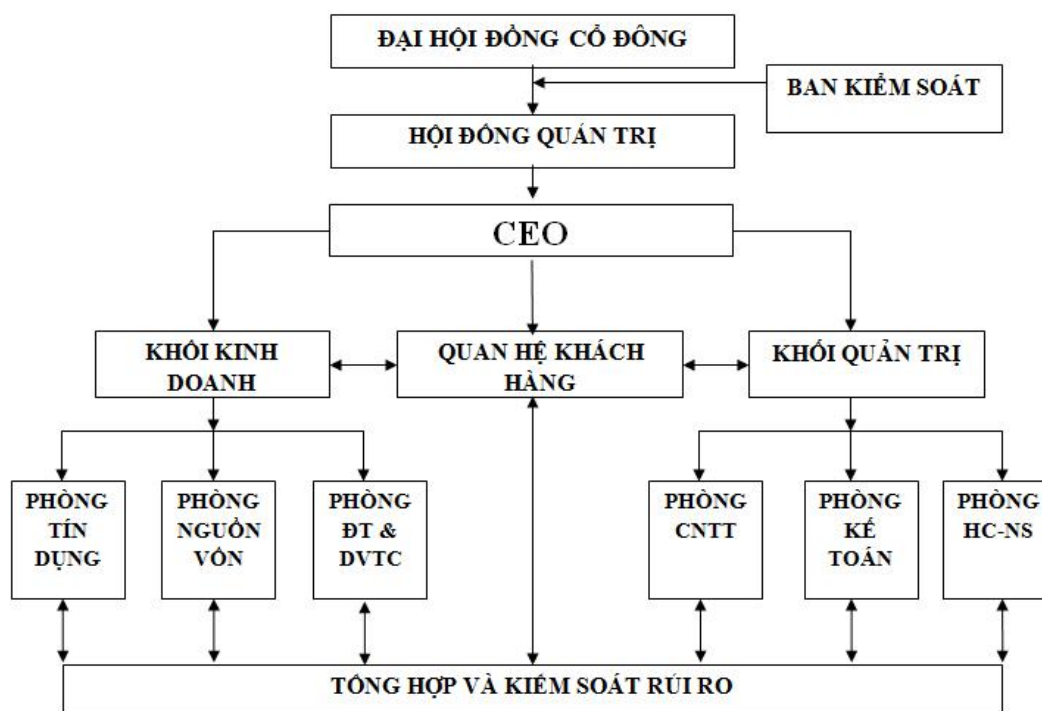 ĐẠI HỘI ĐỒNG CỔ ĐÔNG
BAN KIỂM SOÁT
HỘI ĐỒNG QUẢN TRỊ
CEO
KHỐI KINH
DOANH
QUAN HỆ KHÁCH
HÀNG
KHỐI QUẢN TRỊ
PHÒNG
TÍN
DỤNG
PHÒNG
NGUỒN
VỐN
PHÒNG
ĐT &
DVTC
PHÒNG
CNTT
PHÒNG
KẾ
TOÁN
PHÒNG
HC-NS
TỔNG HỢP VÀ KIỂM SOÁT RỦI RO